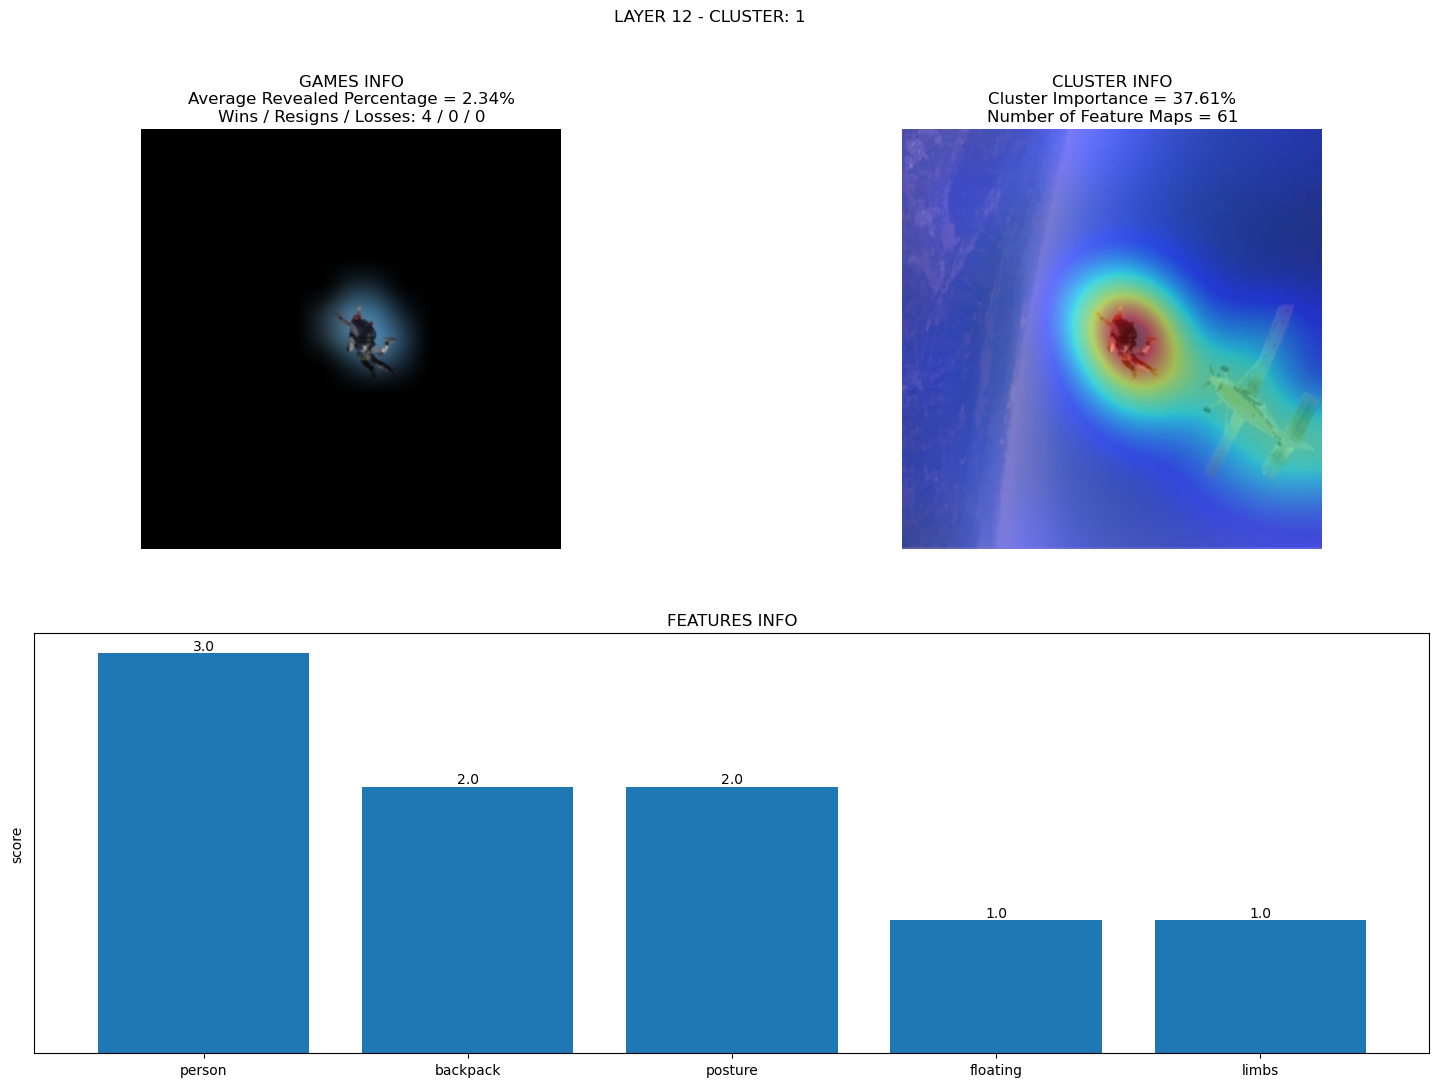 LAYER 12 - CLUSTER: 1
GAMES INFO
Average Revealed Percentage = 2.34%
Wins / Resigns / Losses: 4 / 0 / 0
CLUSTER INFO
Cluster Importance = 37.61%
Number of Feature Maps = 61
FEATURES INFO
score
3.0
2.0
2.0
1.0
1.0
person
backpack
posture
floating
limbs